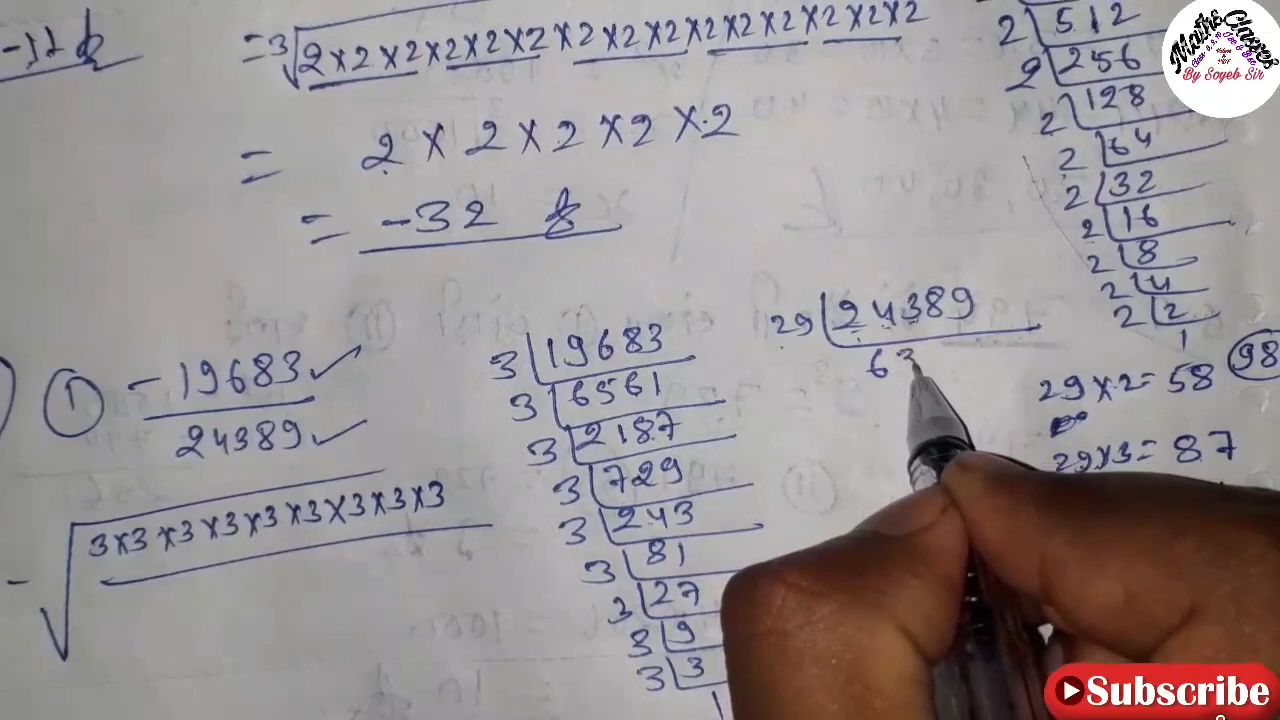 = ³√2×2×2×2×2×2×2×2×2×2×2×2×2×2×2
= 2×2×2×2×2
= -32
① -19683 ✓
24389 ✓
-√3×3×3×3×3×3×3×3×3
3 | 19683
3 | 6561
3 | 2187
3 | 729
3 | 243
3 | 81
3 | 27
3 | 9
3 | 3
1
29 | 24389
63
2 | 512
2 | 256
2 | 128
2 | 64
2 | 32
2 | 16
2 | 8
2 | 4
2 | 2
1
29×2=58
98
29×3=87
By Soyeb Sir
Subscribe